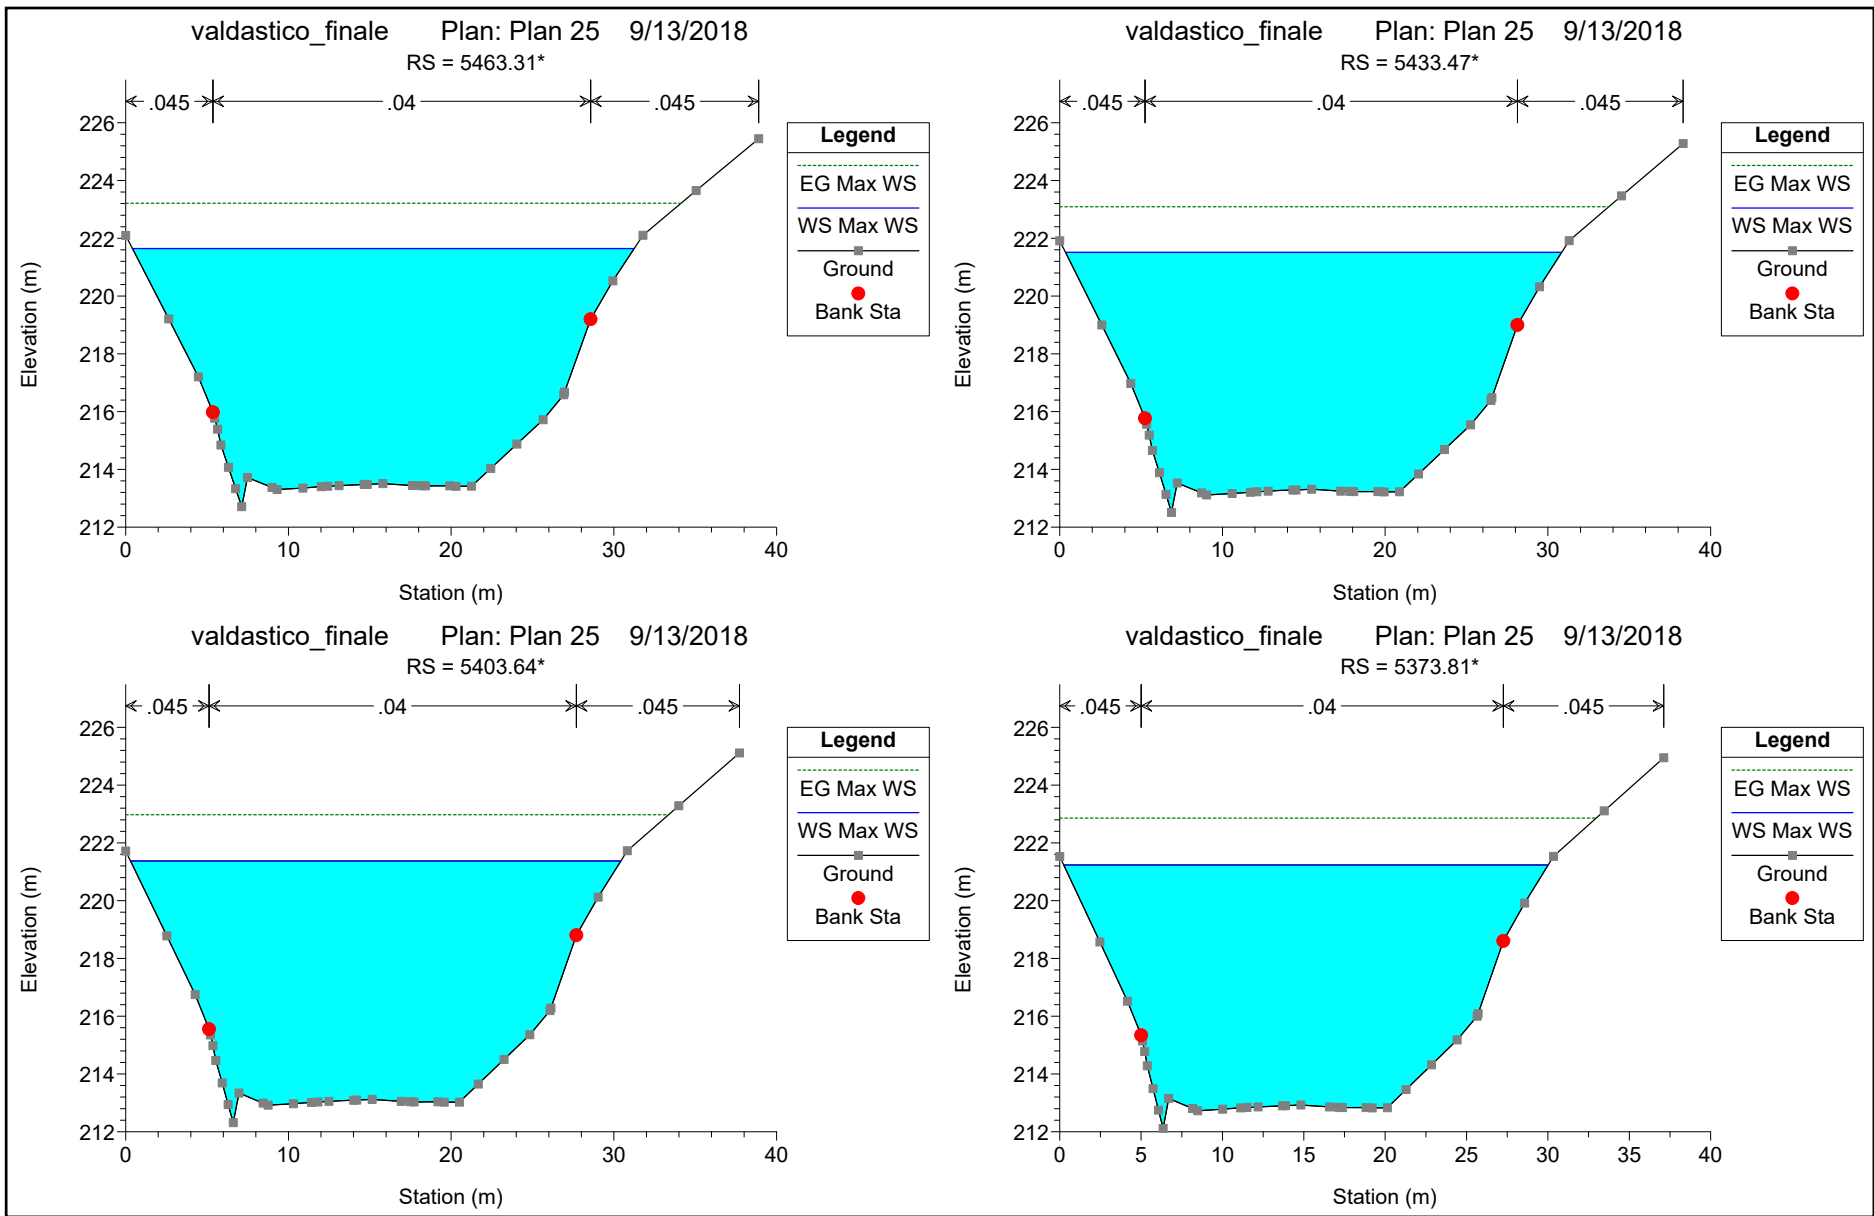 valdastico_finale Plan: Plan 25 9/13/2018
RS = 5463.31*
.045 .04 .045
226
224
222
220
218
216
214
212
0 10 20 30 40
Elevation (m)
Station (m)
Legend
EG Max WS
WS Max WS
Ground
Bank Sta
valdastico_finale Plan: Plan 25 9/13/2018
RS = 5433.47*
.045 .04 .045
226
224
222
220
218
216
214
212
0 10 20 30 40
Elevation (m)
Station (m)
Legend
EG Max WS
WS Max WS
Ground
Bank Sta
valdastico_finale Plan: Plan 25 9/13/2018
RS = 5403.64*
.045 .04 .045
226
224
222
220
218
216
214
212
0 10 20 30 40
Elevation (m)
Station (m)
Legend
EG Max WS
WS Max WS
Ground
Bank Sta
valdastico_finale Plan: Plan 25 9/13/2018
RS = 5373.81*
.045 .04 .045
226
224
222
220
218
216
214
212
0 5 10 15 20 25 30 35 40
Elevation (m)
Station (m)
Legend
EG Max WS
WS Max WS
Ground
Bank Sta